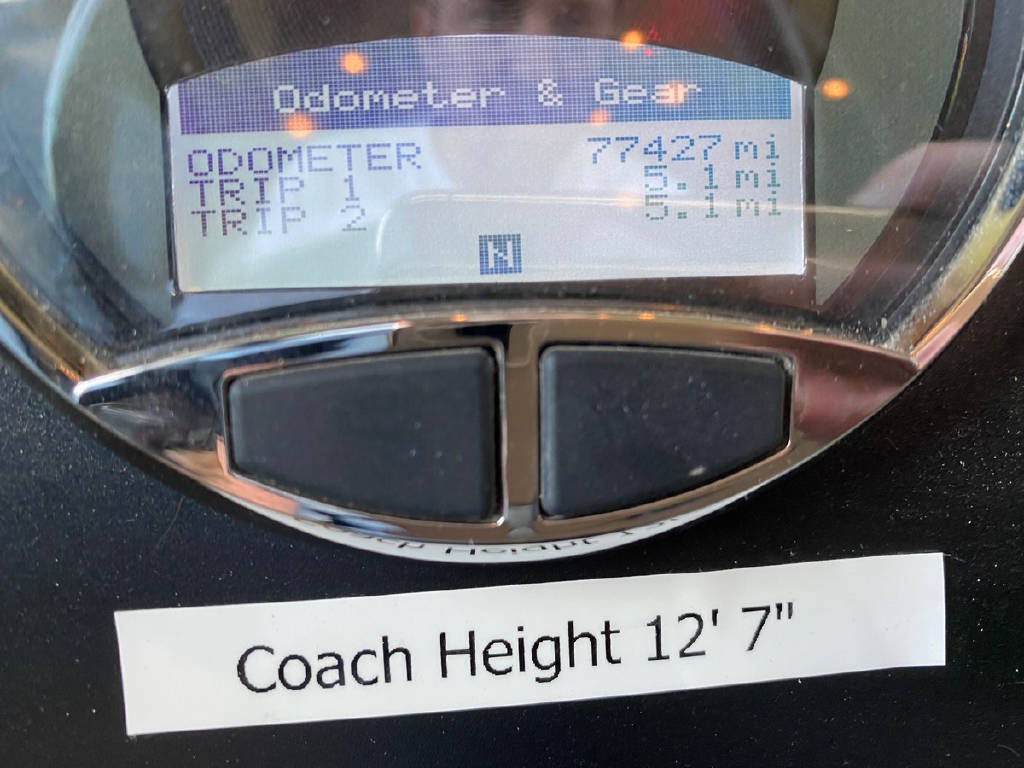 Odometer & Gear
ODOMETER 77427 mi
TRIP 1 5.1 mi
TRIP 2 5.1 mi
N
Coach Height 12' 7"